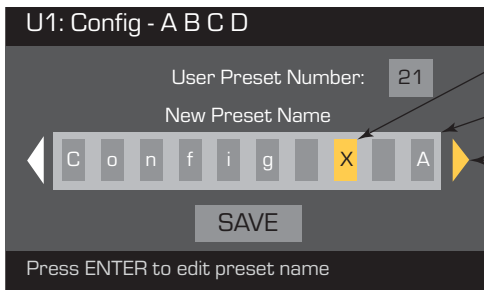 U1: Config - A B C D
User Preset Number: 21
New Preset Name
C o n f i g X A
SAVE
Press ENTER to edit preset name